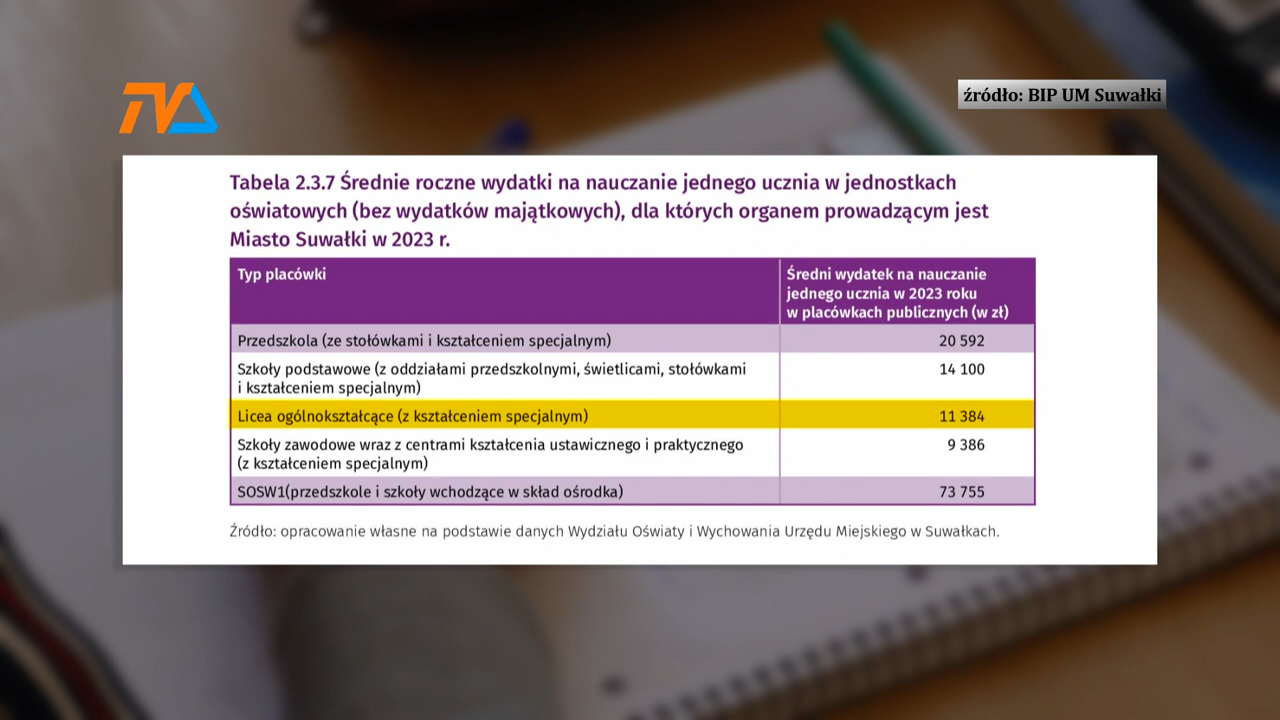 TVA
źródło: BIP UM Suwałki
Tabela 2.3.7 Średnie roczne wydatki na nauczanie jednego ucznia w jednostkach
oświatowych (bez wydatków majątkowych), dla których organem prowadzącym jest
Miasto Suwałki w 2023 r.
Typ placówki
Średni wydatek na nauczanie
jednego ucznia w 2023 roku
w placówkach publicznych (w zł)
Przedszkola (ze stołówkami i kształceniem specjalnym) 20 592
Szkoły podstawowe (z oddziałami przedszkolnymi, świetlicami, stołówkami 14 100
i kształceniem specjalnym)
Licea ogólnokształcące (z kształceniem specjalnym) 11 384
Szkoły zawodowe wraz z centrami kształcenia ustawicznego i praktycznego 9 386
(z kształceniem specjalnym)
SOSW1(przedszkole i szkoły wchodzące w skład ośrodka) 73 755
Źródło: opracowanie własne na podstawie danych Wydziału Oświaty i Wychowania Urzędu Miejskiego w Suwałkach.